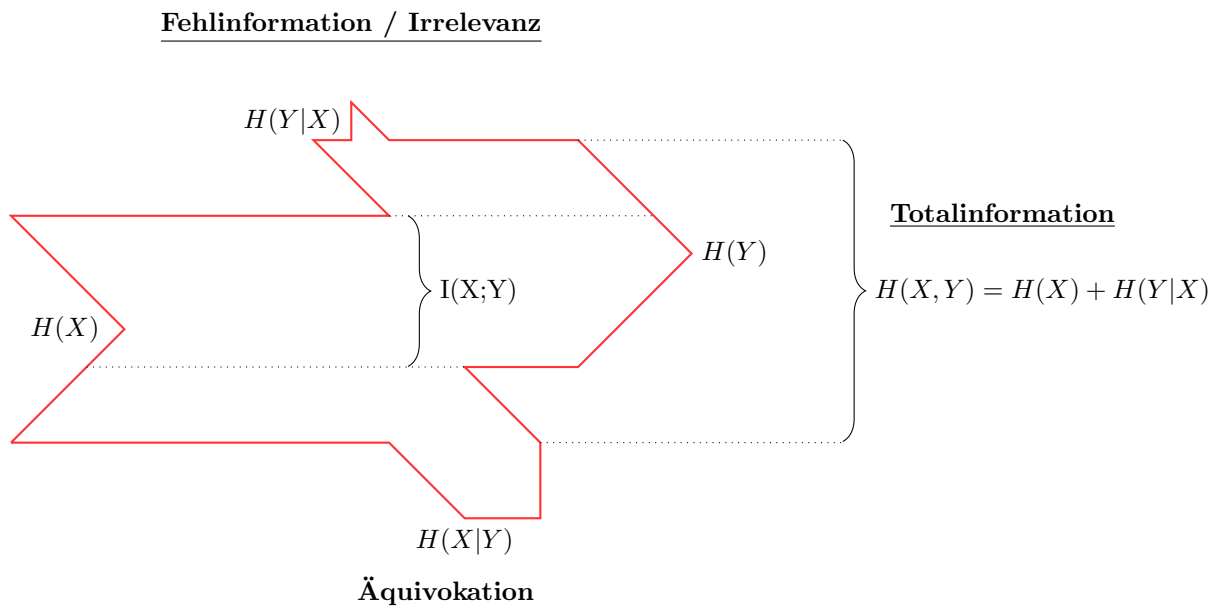 Fehlinformation / Irrelevanz
H(Y|X)
Totalinformation
H(Y)
I(X;Y)
H(X, Y) = H(X) + H(Y|X)
H(X)
H(X|Y)
Äquivokation